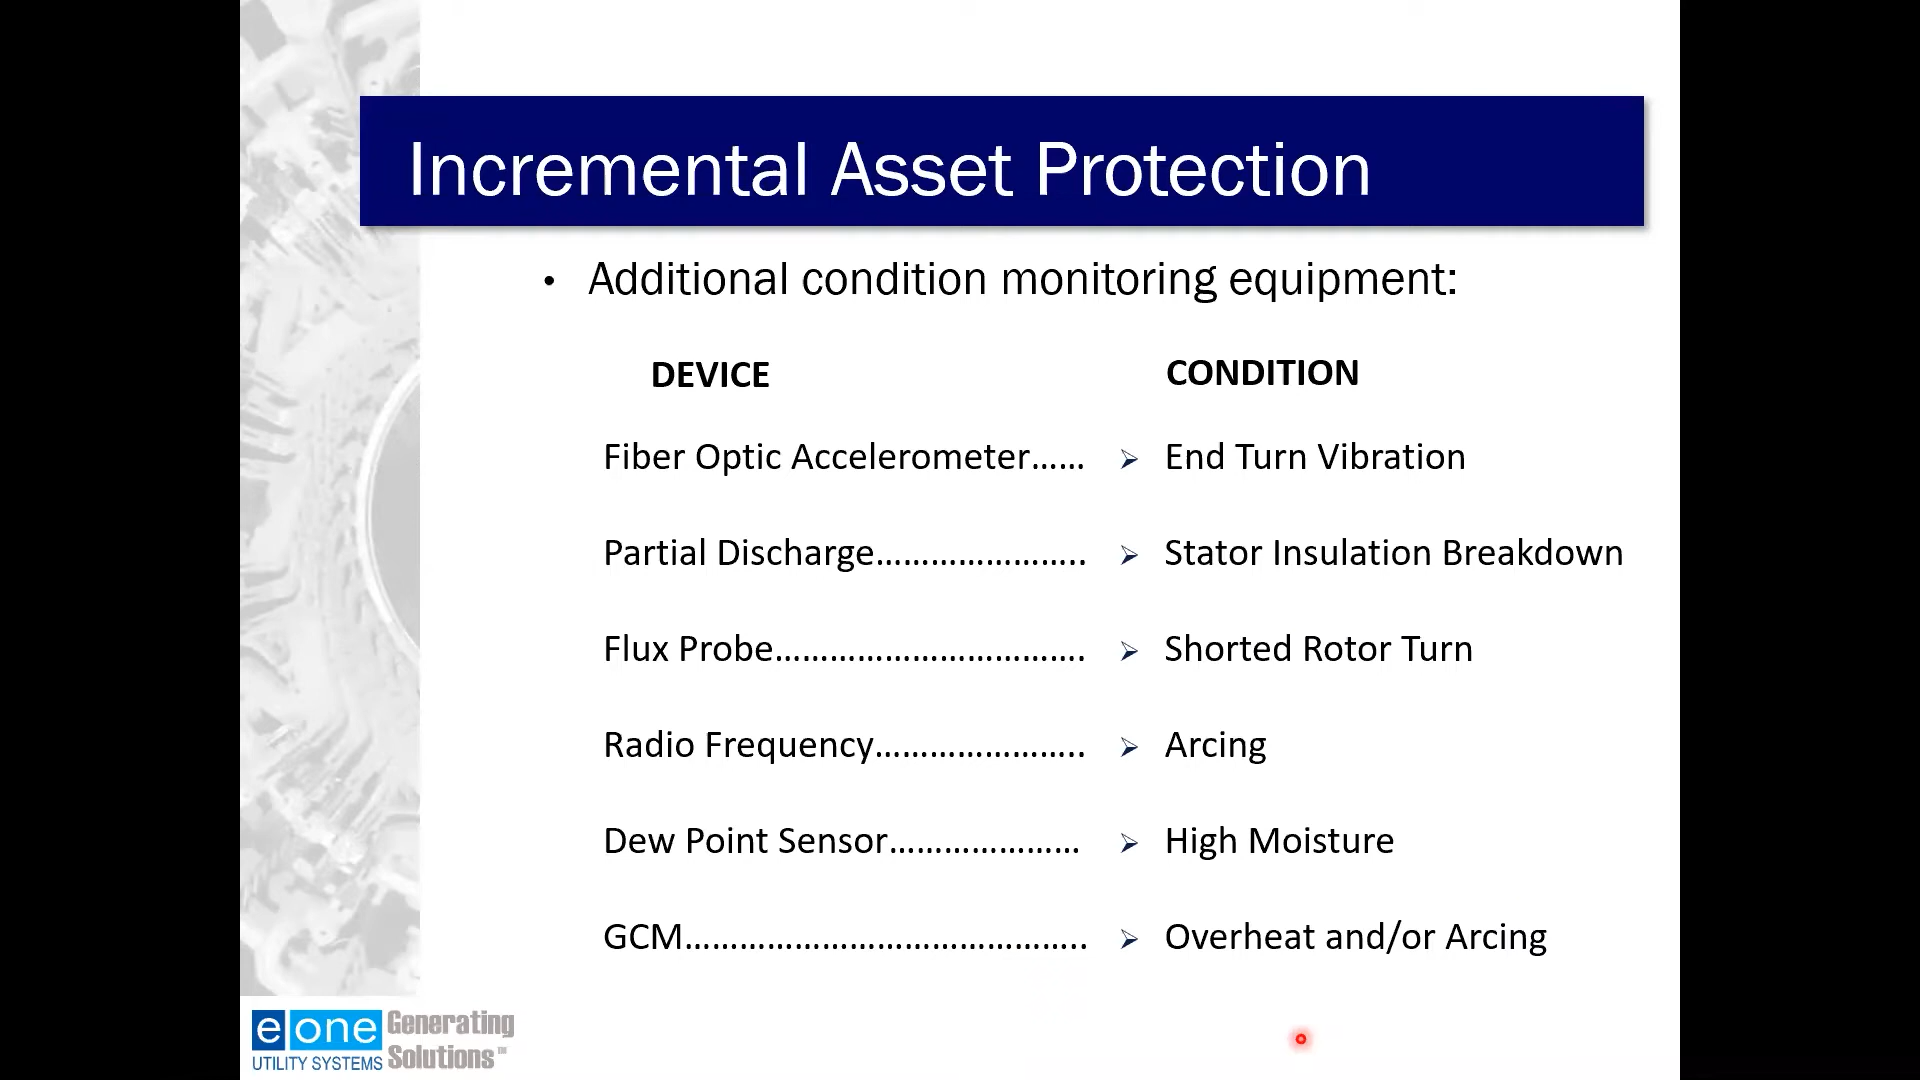 Incremental Asset Protection
• Additional condition monitoring equipment:
DEVICE CONDITION
Fiber Optic Accelerometer...... ➢ End Turn Vibration
Partial Discharge....................... ➢ Stator Insulation Breakdown
Flux Probe.................................. ➢ Shorted Rotor Turn
Radio Frequency....................... ➢ Arcing
Dew Point Sensor..................... ➢ High Moisture
GCM............................................ ➢ Overheat and/or Arcing
e one Generating
UTILITY SYSTEMS Solutions™